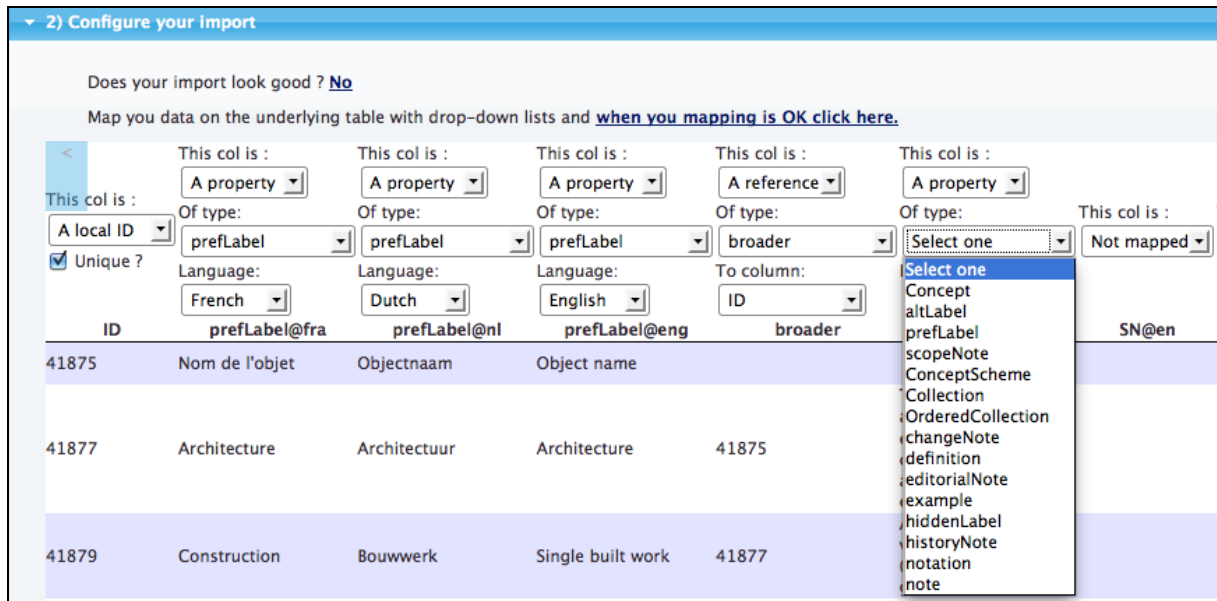 2) Configure your import
Does your import look good ? No
Map you data on the underlying table with drop-down lists and when you mapping is OK click here.
<
This col is :
A local ID
Unique ?
ID
This col is :
A property
Of type:
prefLabel
Language:
French
prefLabel@fra
This col is :
A property
Of type:
prefLabel
Language:
Dutch
prefLabel@nl
This col is :
A property
Of type:
prefLabel
Language:
English
prefLabel@eng
This col is :
A reference
Of type:
broader
To column:
ID
broader
This col is :
A property
Of type:
Select one
Select one
Concept
altLabel
prefLabel
scopeNote
ConceptScheme
Collection
OrderedCollection
changeNote
definition
editorialNote
example
hiddenLabel
historyNote
notation
note
This col is :
Not mapped
SN@en
41875 Nom de l'objet Objectnaam Object name
41877 Architecture Architectuur Architecture 41875
41879 Construction Bouwwerk Single built work 41877